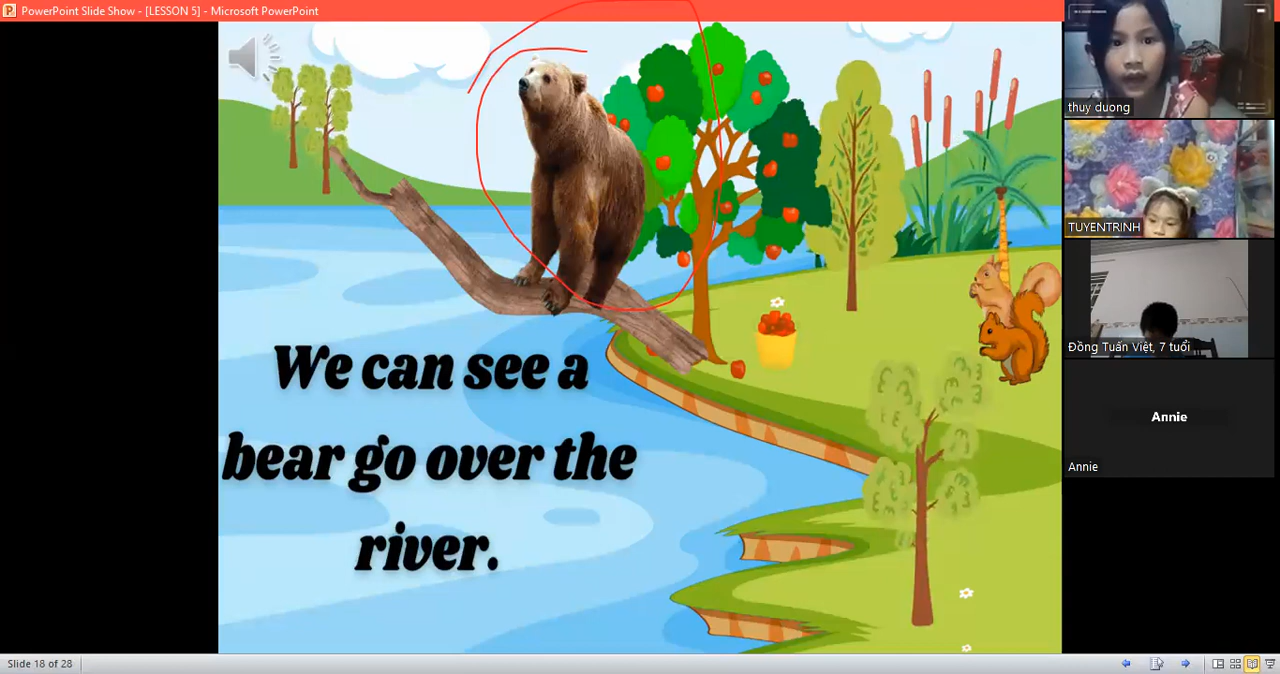 PowerPoint Slide Show - [LESSON 5] - Microsoft PowerPoint
We can see a
bear go over the
river.
thuy duong
TUYENTRINH
Đồng Tuấn Việt, 7 tuổi
Annie
Annie
Slide 18 of 28